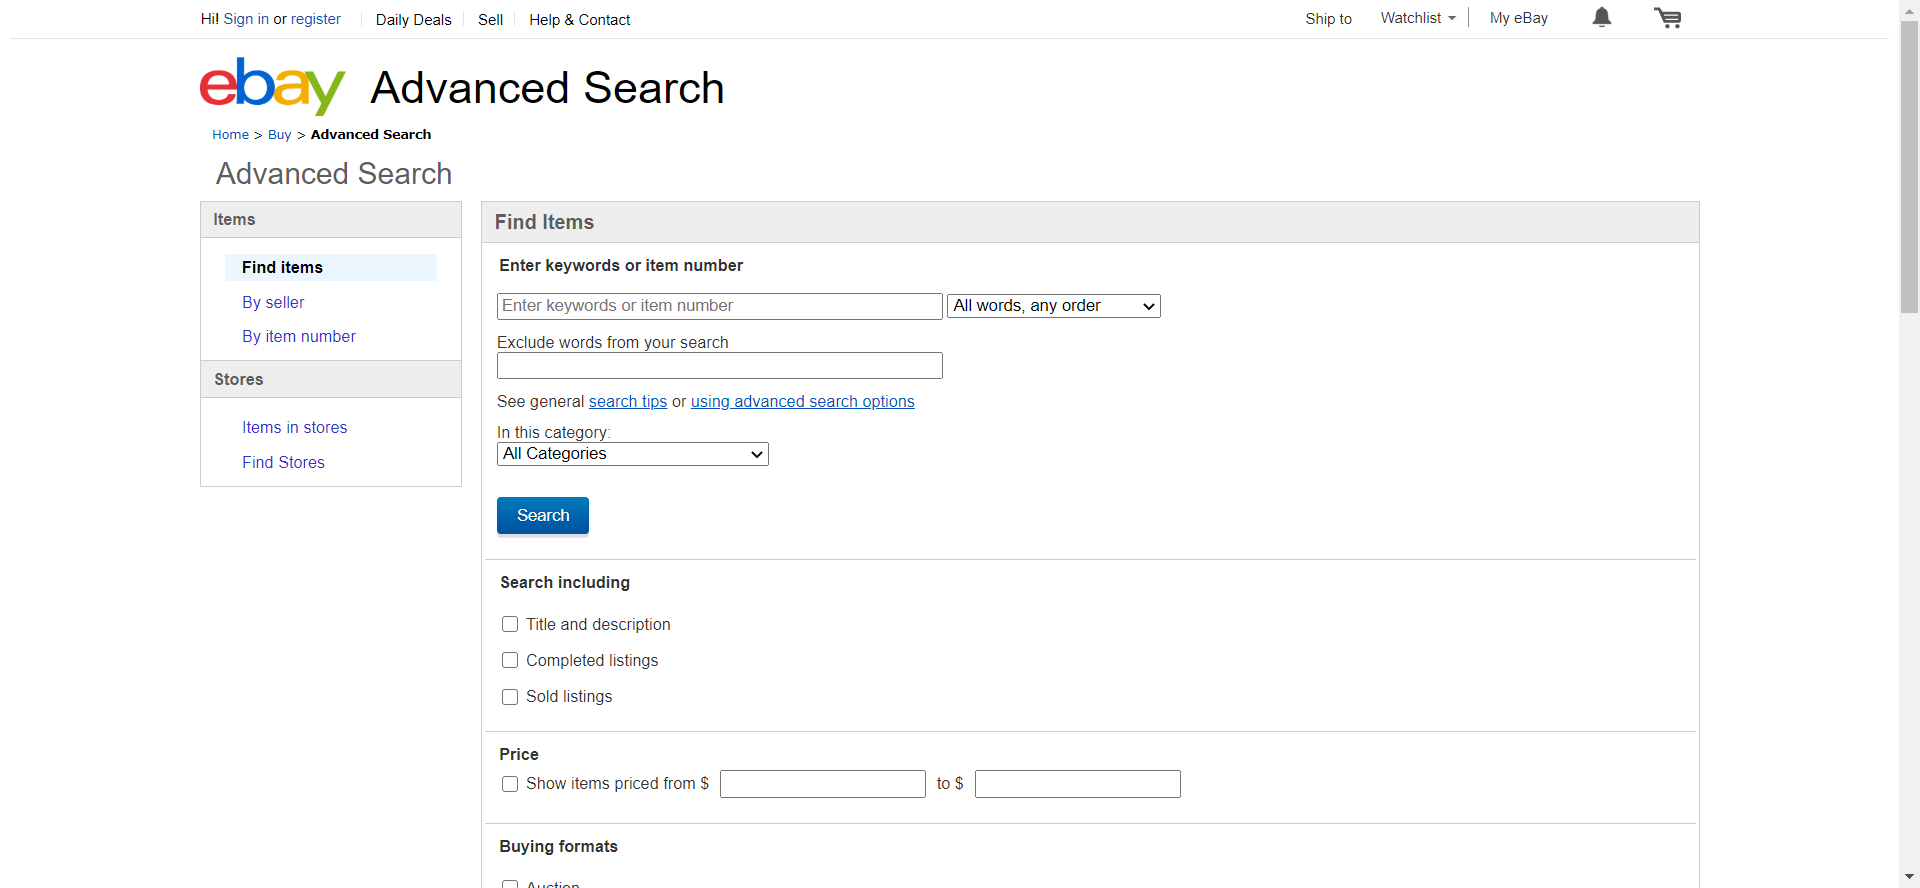 Hi! Sign in or register
Daily Deals
Sell
Help & Contact
Ship to
Watchlist
My eBay
ebay
Advanced Search
Home > Buy > Advanced Search
Advanced Search
Items
Find items
By seller
By item number
Stores
Items in stores
Find Stores
Find Items
Enter keywords or item number
Enter keywords or item number
All words, any order
Exclude words from your search
See general search tips or using advanced search options
In this category:
All Categories
Search
Search including
Title and description
Completed listings
Sold listings
Price
Show items priced from $ to $
Buying formats
Auction